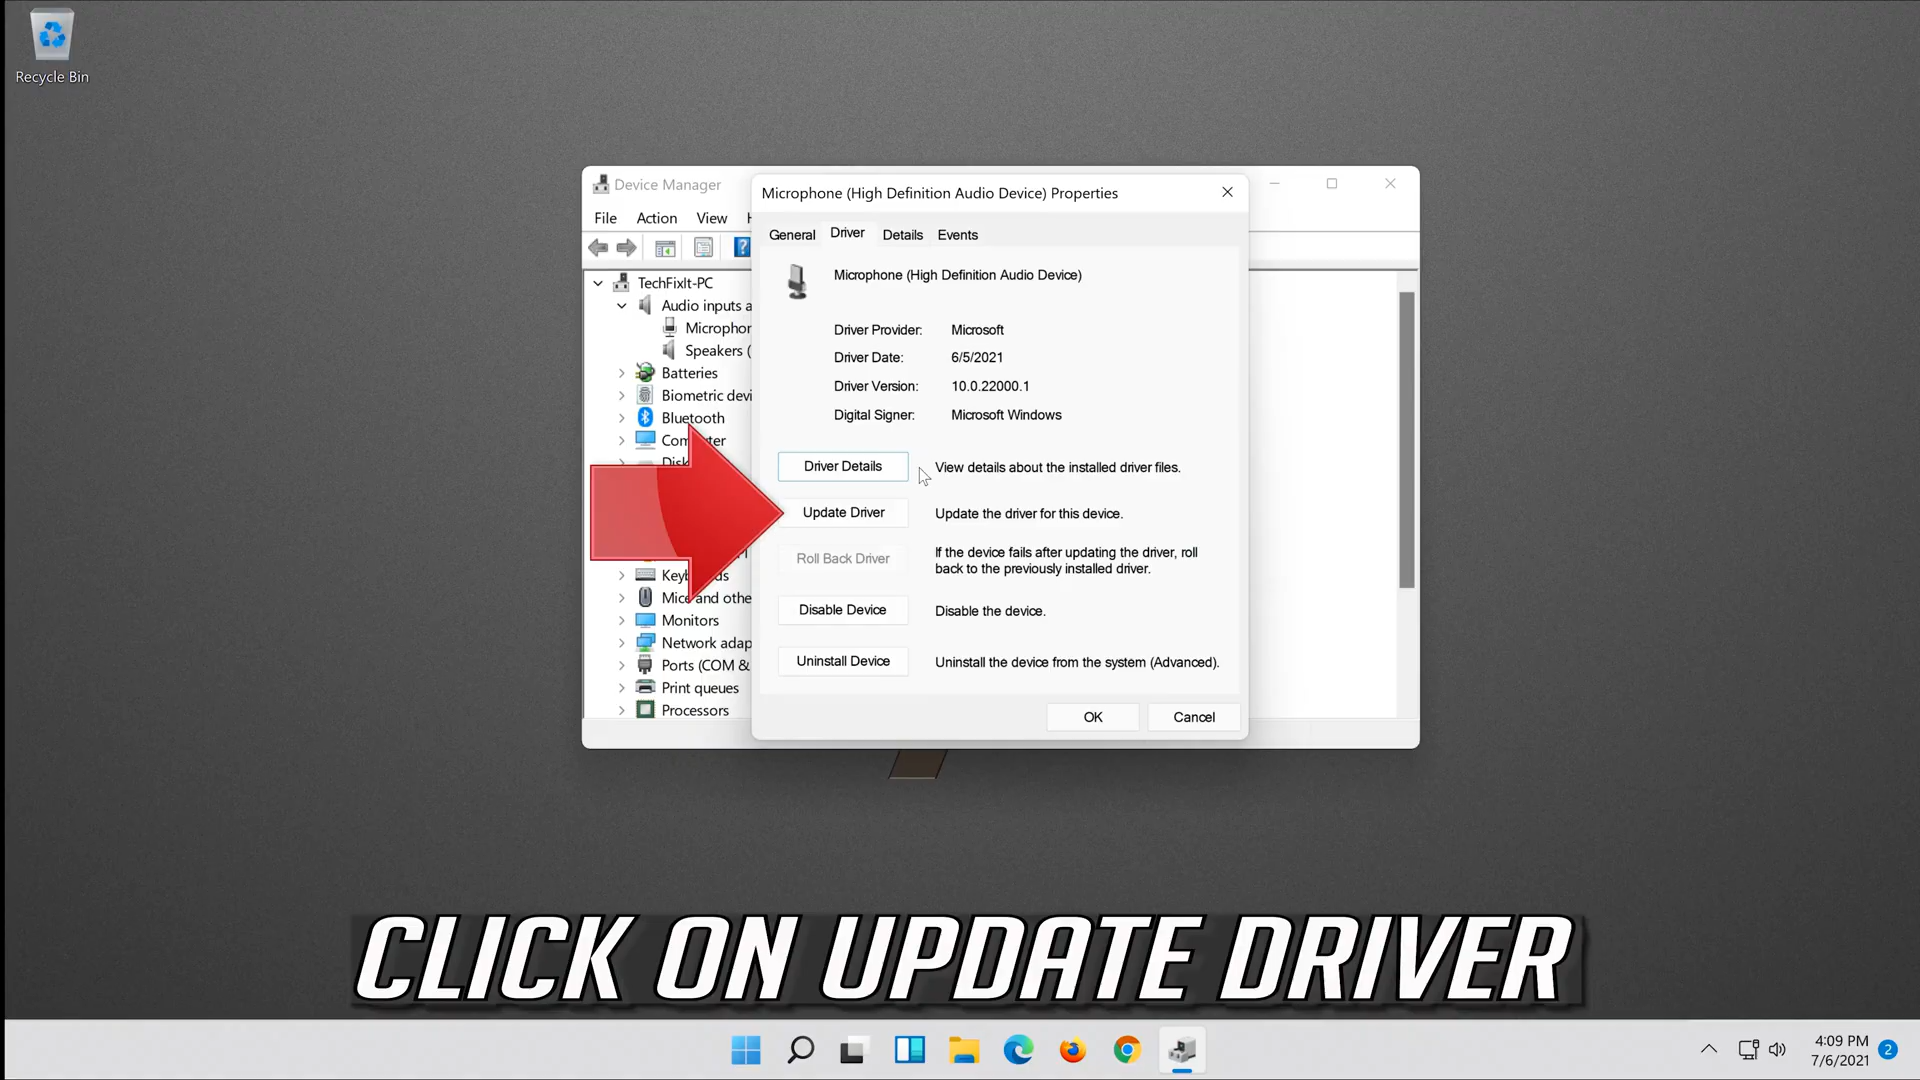 Recycle Bin
Device Manager
File Action View
Microphone (High Definition Audio Device) Properties
General Driver Details Events
TechFixIt-PC
Audio inputs a
Microphor
Speakers (
Batteries
Biometric devi
Bluetooth
Disk
Mice and othe
Monitors
Network adap
Ports (COM &
Print queues
Processors
Microphone (High Definition Audio Device)
Driver Provider: Microsoft
Driver Date: 6/5/2021
Driver Version: 10.0.22000.1
Digital Signer: Microsoft Windows
Driver Details View details about the installed driver files.
Update Driver Update the driver for this device.
Roll Back Driver If the device fails after updating the driver, roll
back to the previously installed driver.
Disable Device Disable the device.
Uninstall Device Uninstall the device from the system (Advanced).
OK Cancel
CLICK ON UPDATE DRIVER
4:09 PM
7/6/2021 2